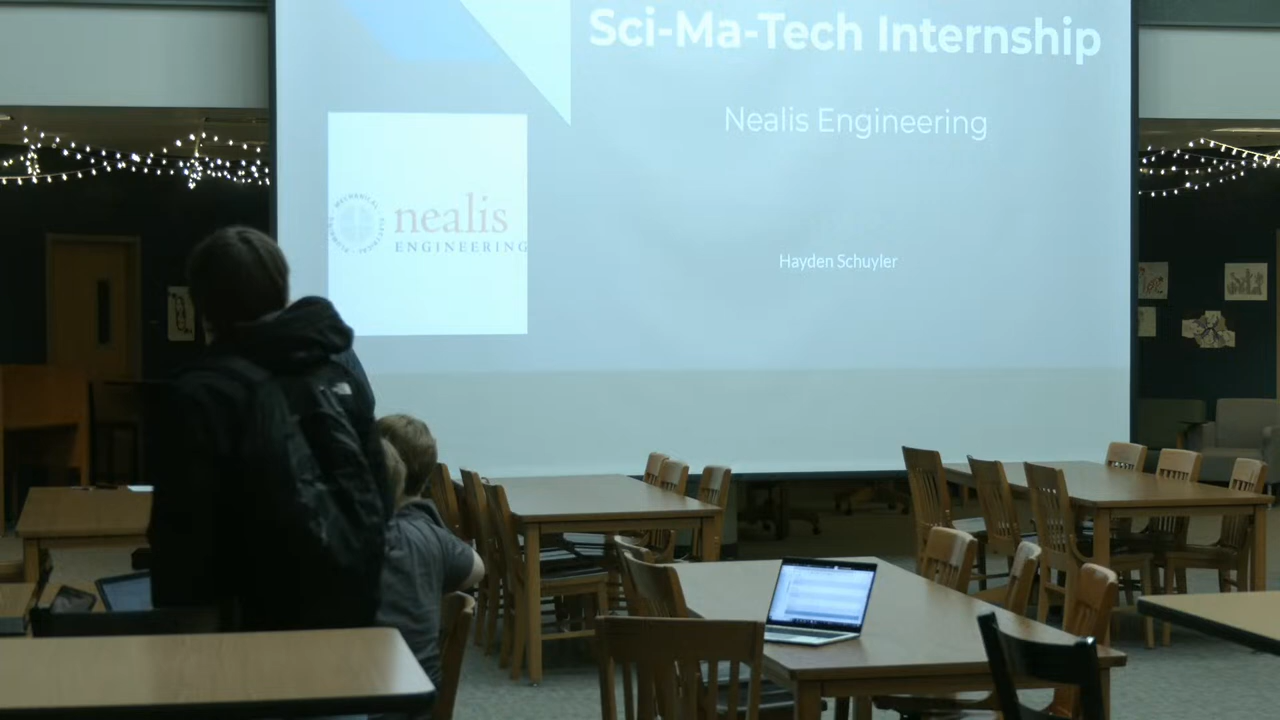 Sci-Ma-Tech Internship
Nealis Engineering
nealis
ENGINEERING
Hayden Schuyler